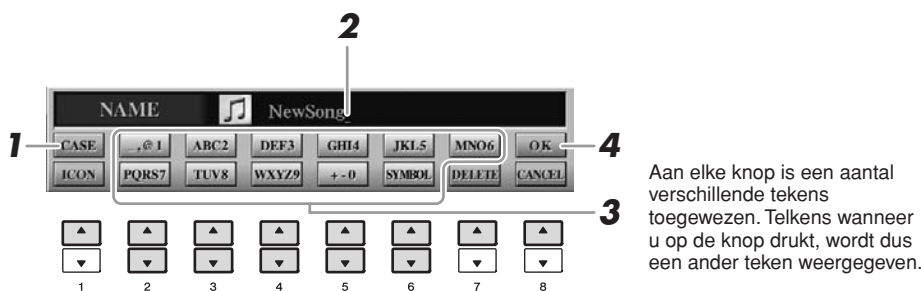 2
NAME NewSong_
1 CASE _,@1 ABC2 DEF3 GHI4 JKL5 MNO6 OK 4
ICON PQRS7 TUV8 WXYZ9 +-0 SYMBOL DELETE CANCEL
3
1 2 3 4 5 6 7 8
Aan elke knop is een aantal
verschillende tekens
toegewezen. Telkens wanneer
u op de knop drukt, wordt dus
een ander teken weergegeven.